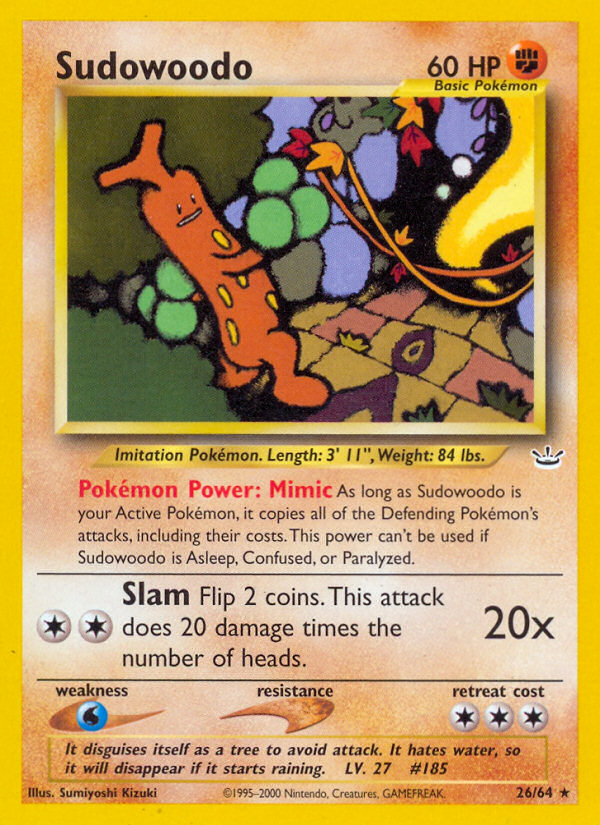 Sudowoodo
60 HP
Basic Pokémon
Imitation Pokémon. Length: 3' 11", Weight: 84 lbs.
Pokémon Power: Mimic As long as Sudowoodo is
your Active Pokémon, it copies all of the Defending Pokémon's
attacks, including their costs. This power can't be used if
Sudowoodo is Asleep, Confused, or Paralyzed.
Slam Flip 2 coins. This attack
does 20 damage times the
number of heads.
20x
weakness
resistance
retreat cost
It disguises itself as a tree to avoid attack. It hates water, so
it will disappear if it starts raining. LV. 27 #185
Illus. Sumiyoshi Kizuki
©1995–2000 Nintendo, Creatures, GAMEFREAK.
26/64 ★